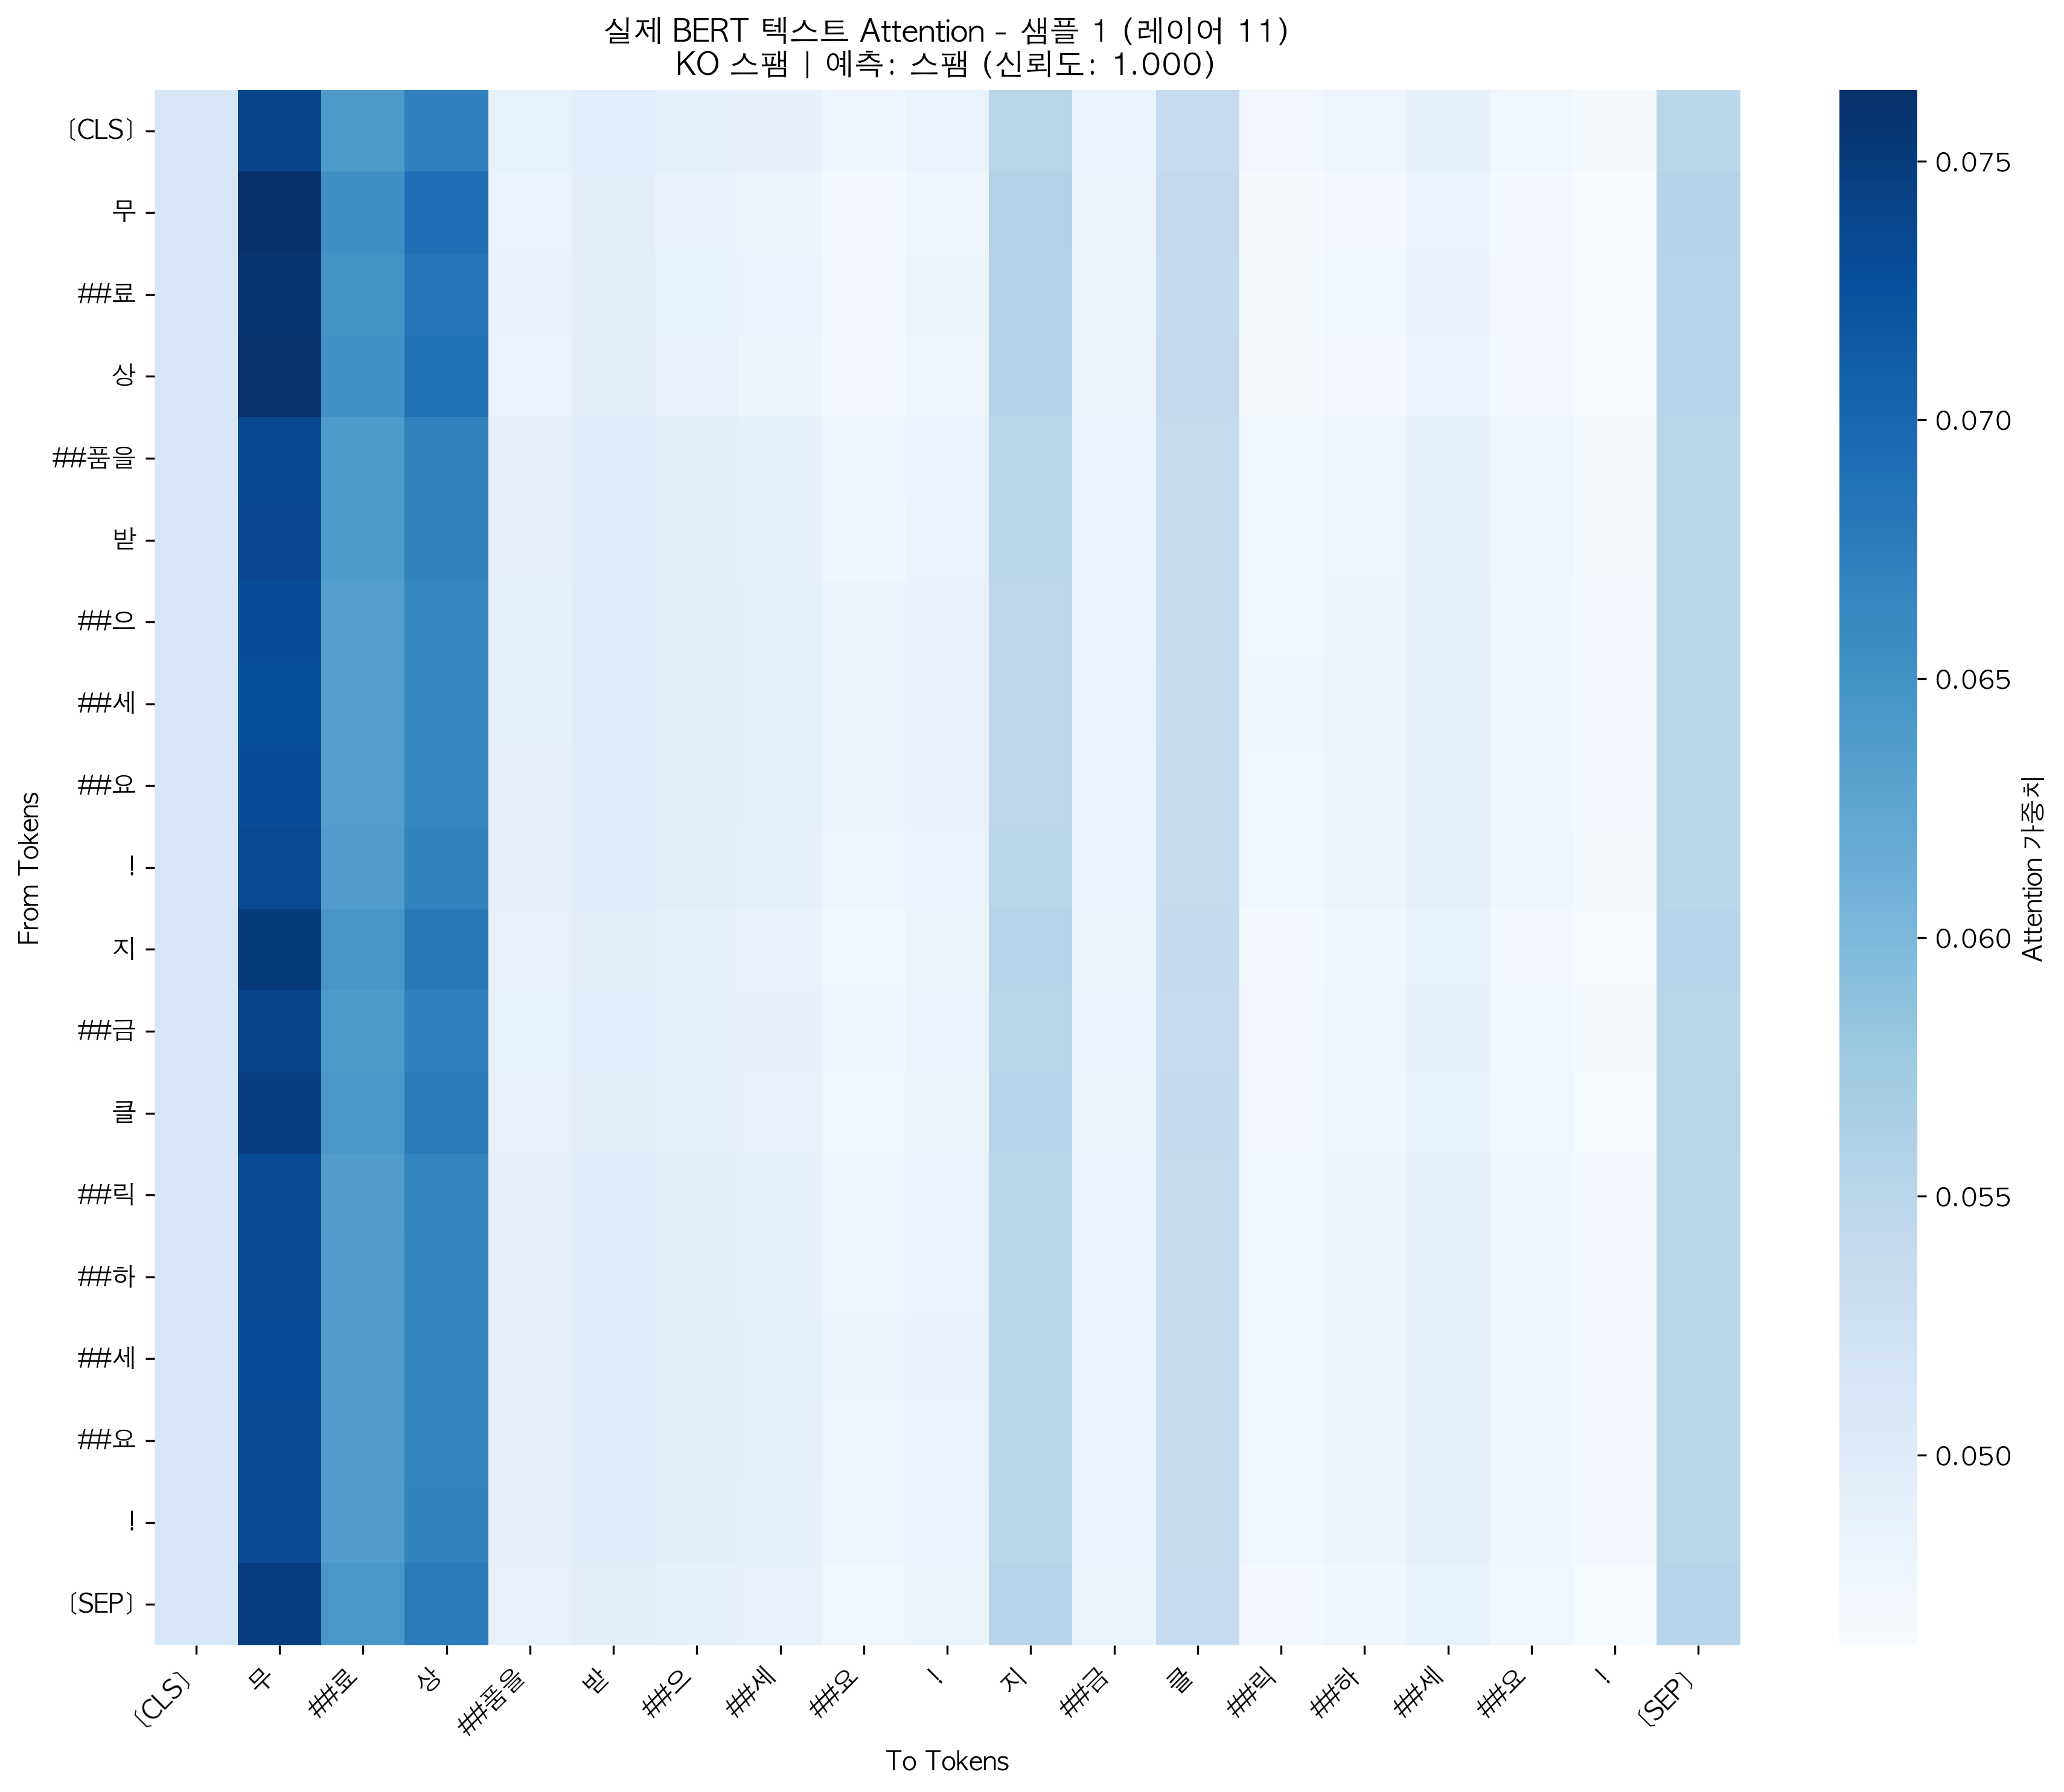 실제 BERT 텍스트 Attention - 샘플 1 (레이어 11)
KO 스팸 | 예측: 스팸 (신뢰도: 1.000)
From Tokens
[CLS]
무
##료
상
##품을
받
##으
##세
##요
!
지
##금
클
##릭
##하
##세
##요
!
[SEP]
[CLS]
무
##료
상
##품을
받
##으
##세
##요
!
지
##금
클
##릭
##하
##세
##요
!
[SEP]
To Tokens
0.075
0.070
0.065
0.060
0.055
0.050
Attention 가중치